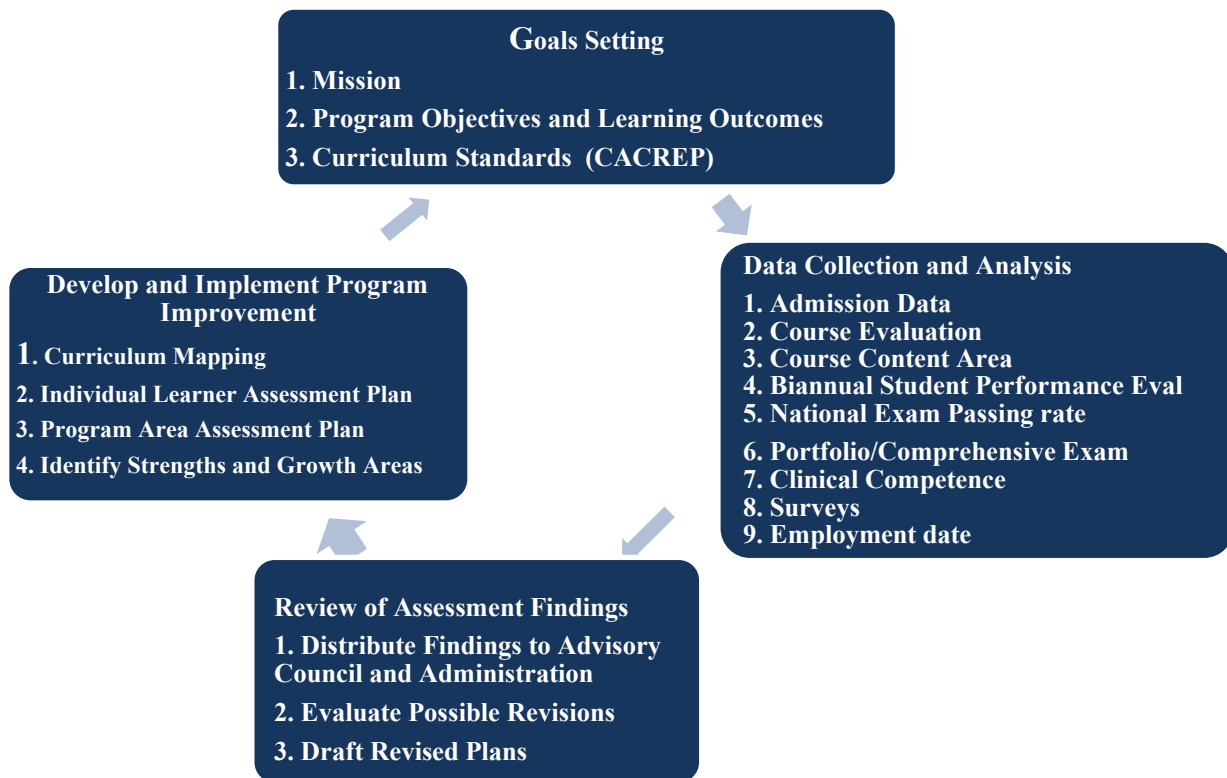 Goals Setting
1. Mission
2. Program Objectives and Learning Outcomes
3. Curriculum Standards (CACREP)
Data Collection and Analysis
1. Admission Data
2. Course Evaluation
3. Course Content Area
4. Biannual Student Performance Eval
5. National Exam Passing rate
6. Portfolio/Comprehensive Exam
7. Clinical Competence
8. Surveys
9. Employment date
Review of Assessment Findings
1. Distribute Findings to Advisory
Council and Administration
2. Evaluate Possible Revisions
3. Draft Revised Plans
Develop and Implement Program
Improvement
1. Curriculum Mapping
2. Individual Learner Assessment Plan
3. Program Area Assessment Plan
4. Identify Strengths and Growth Areas